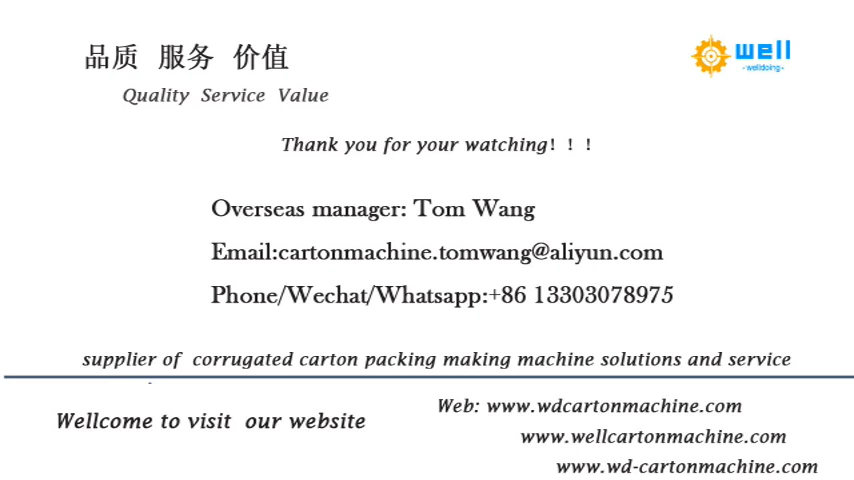 品质 服务 价值
well
-welldoing-
Quality Service Value
Thank you for your watching！！！
Overseas manager: Tom Wang
Email:cartonmachine.tomwang@aliyun.com
Phone/Wechat/Whatsapp:+86 13303078975
supplier of corrugated carton packing making machine solutions and service
Wellcome to visit our website
Web: www.wdcartonmachine.com
www.wellcartonmachine.com
www.wd-cartonmachine.com